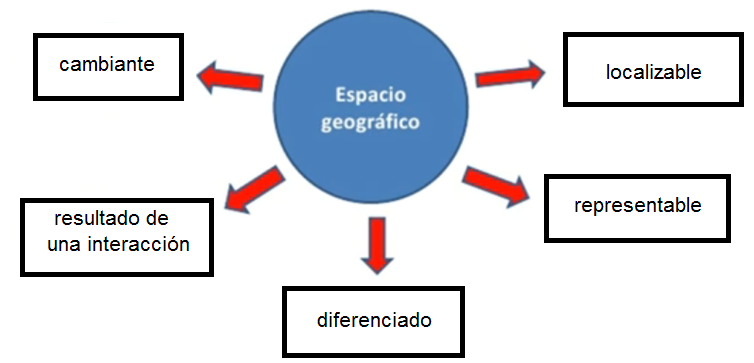 cambiante
Espacio
geográfico
localizable
resultado de
una interacción
representable
diferenciado